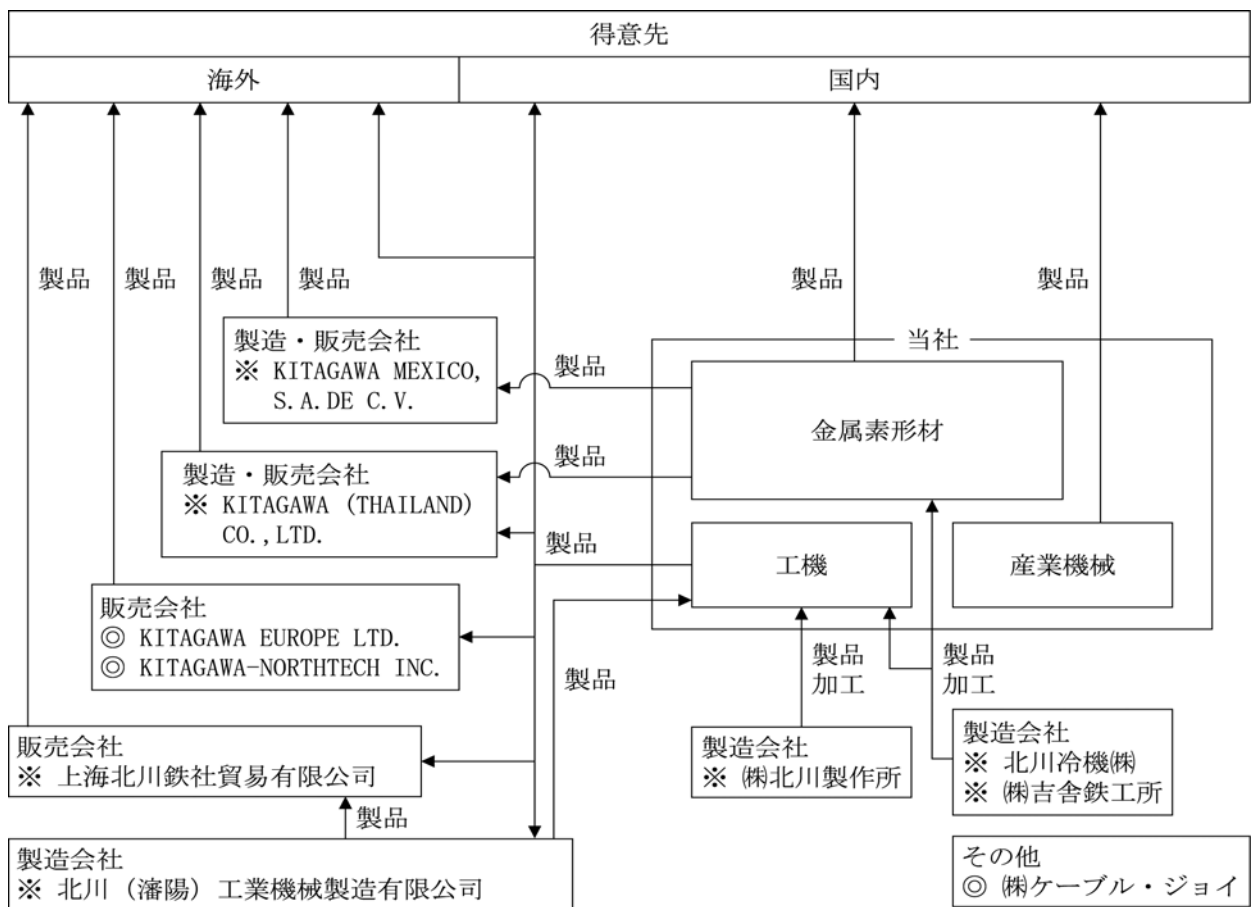 得意先
海外
国内
製品
製品
製品
製品
製品
製品
製造・販売会社
※ KITAGAWA MEXICO,
S.A.DE C.V.
製品
当社
金属素形材
製造・販売会社
※ KITAGAWA (THAILAND)
CO.,LTD.
製品
製品
工機
産業機械
販売会社
◎ KITAGAWA EUROPE LTD.
◎ KITAGAWA-NORTHTECH INC.
製品
製品
加工
製品
加工
販売会社
※ 上海北川鉄社貿易有限公司
製造会社
※ ㈱北川製作所
製造会社
※ 北川冷機㈱
※ ㈱吉舎鉄工所
製品
製造会社
※ 北川（瀋陽）工業機械製造有限公司
その他
◎ ㈱ケーブル・ジョイ